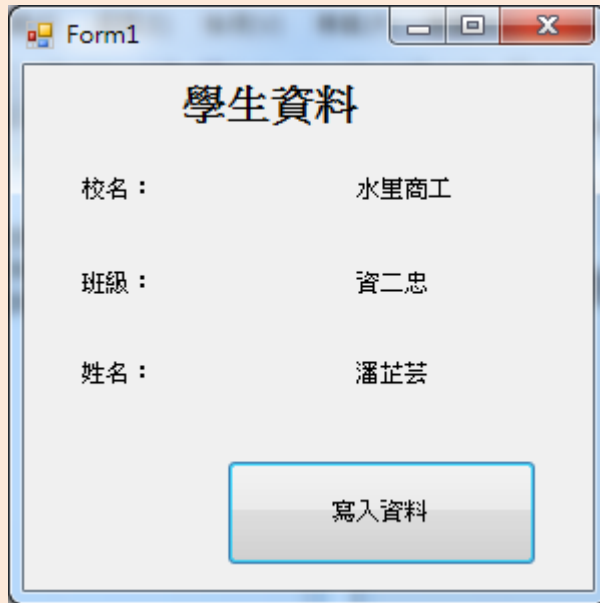 Form1
學生資料
校名： 水里商工
班級： 資二忠
姓名： 潘芷芸
寫入資料